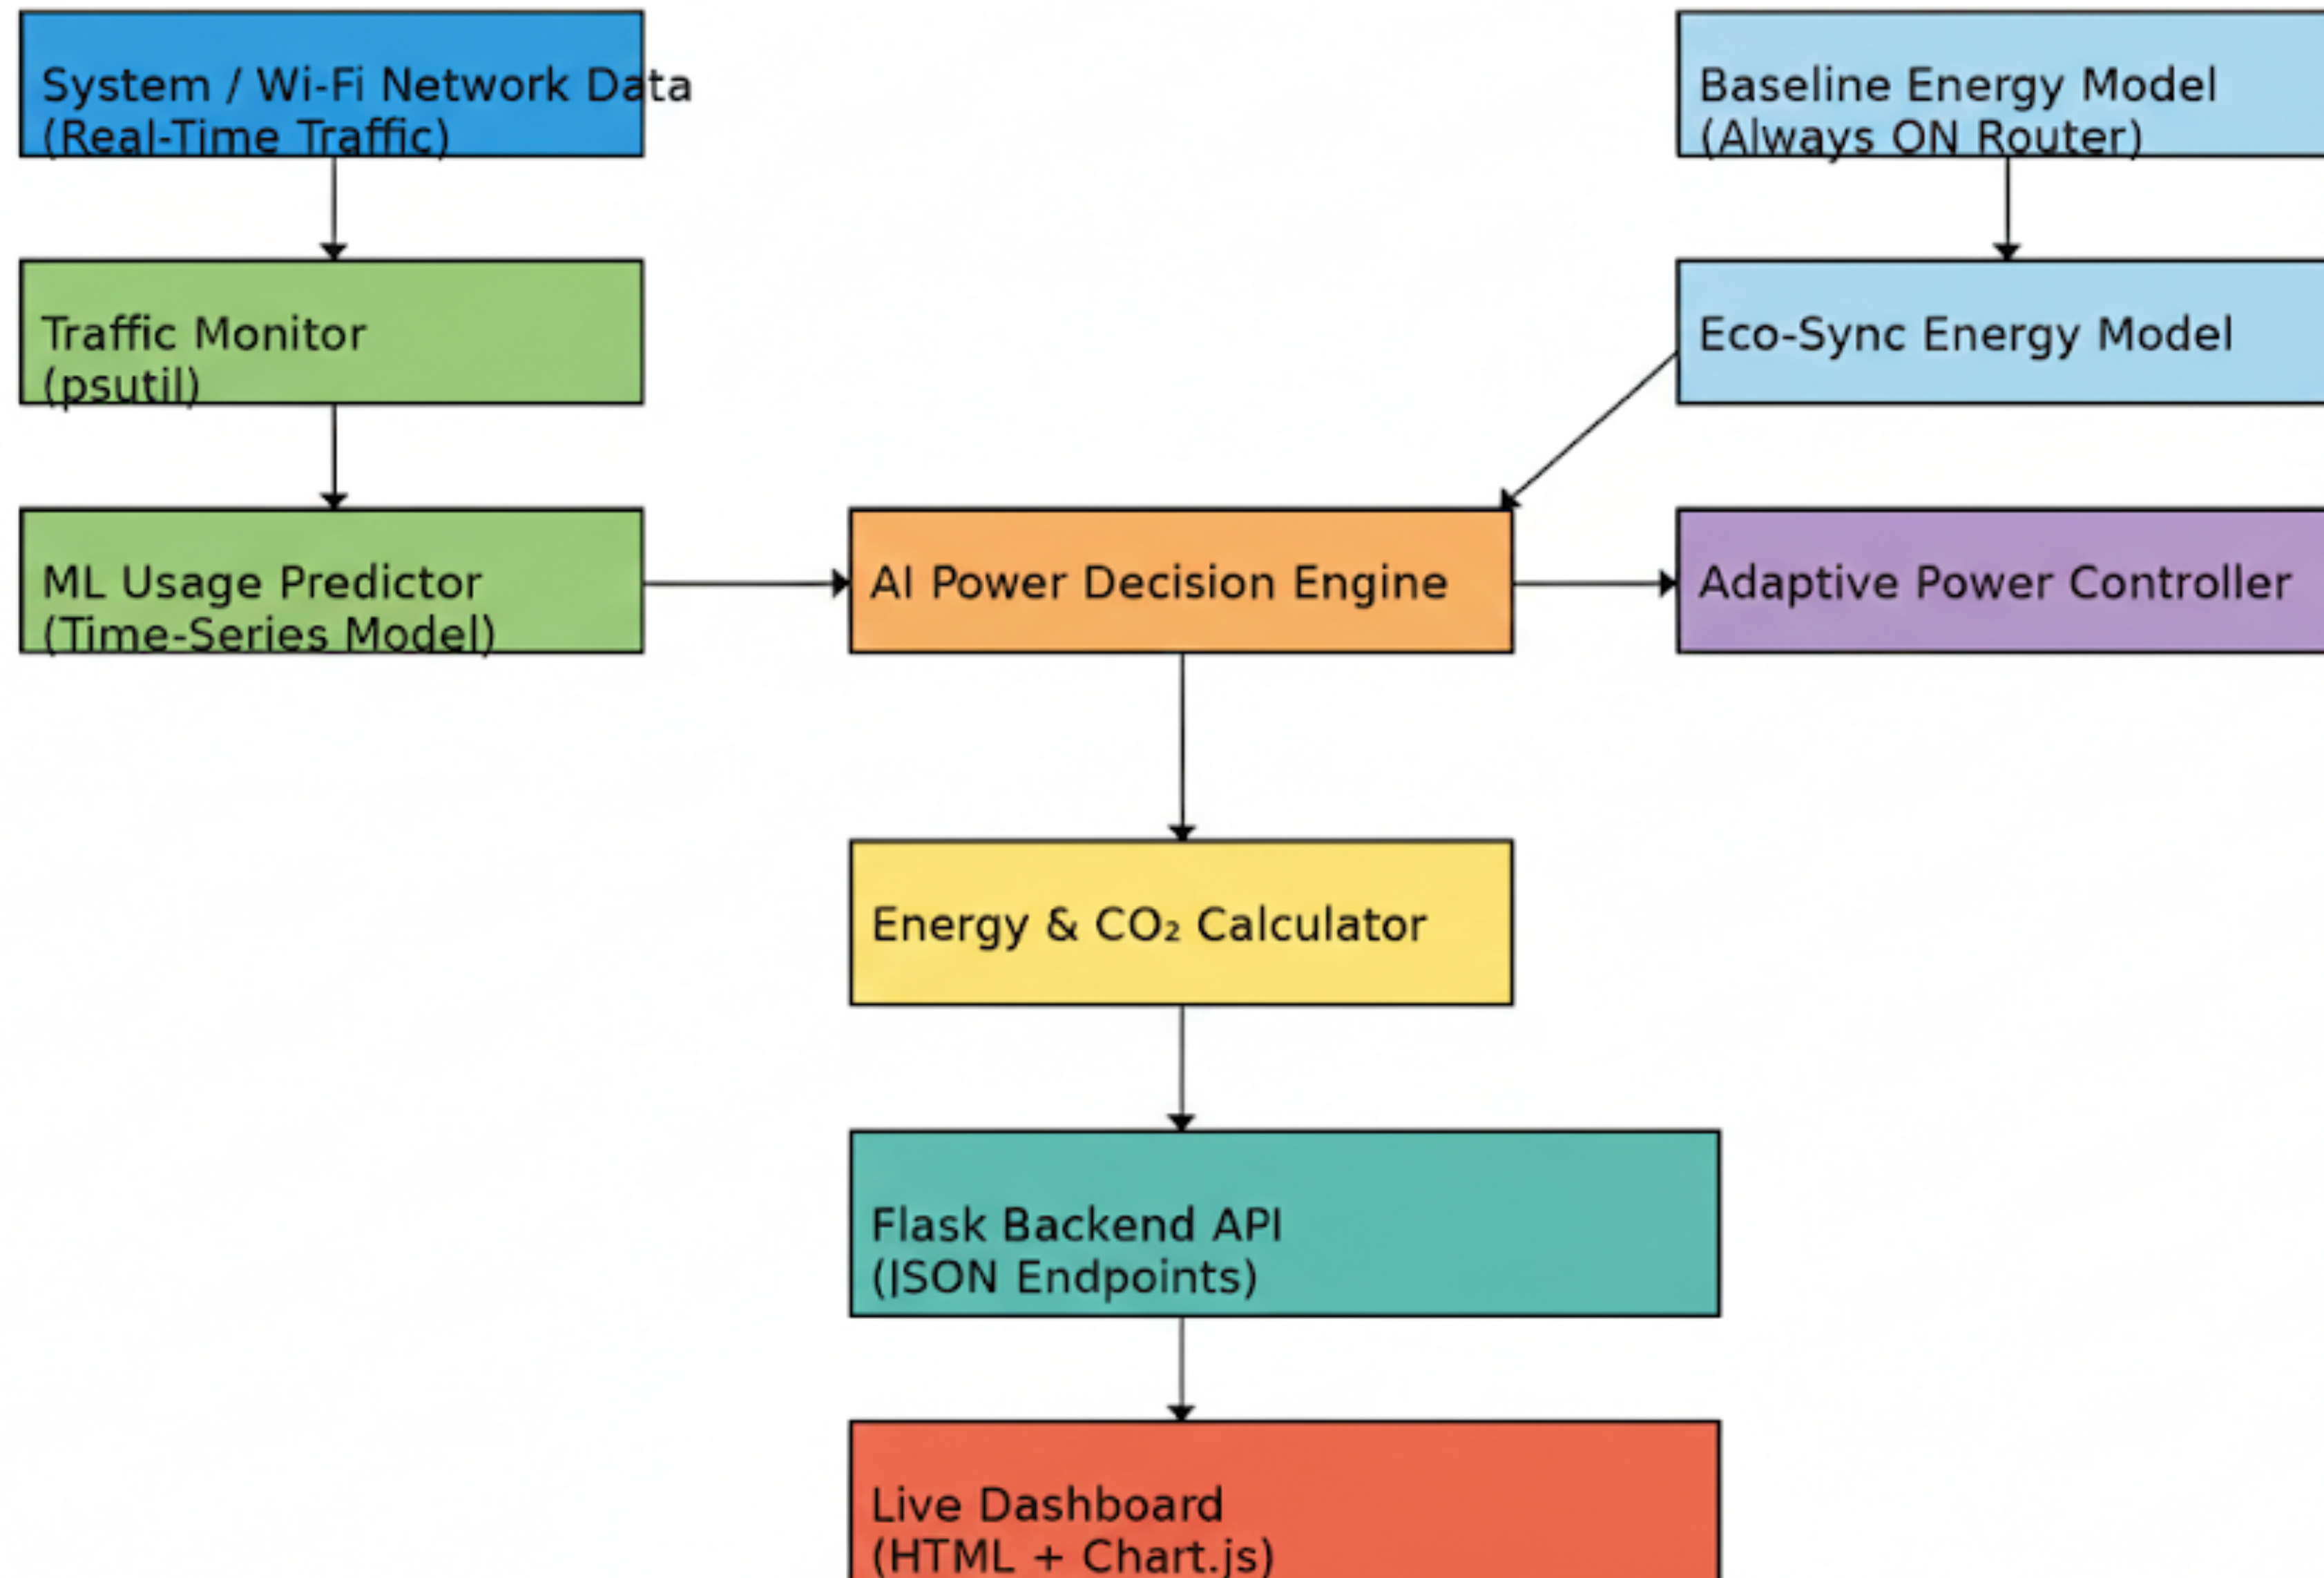 System / Wi-Fi Network Data
(Real-Time Traffic)
Baseline Energy Model
(Always ON Router)
Traffic Monitor
(psutil)
Eco-Sync Energy Model
ML Usage Predictor
(Time-Series Model)
AI Power Decision Engine
Adaptive Power Controller
Energy & CO₂ Calculator
Flask Backend API
(JSON Endpoints)
Live Dashboard
(HTML + Chart.js)